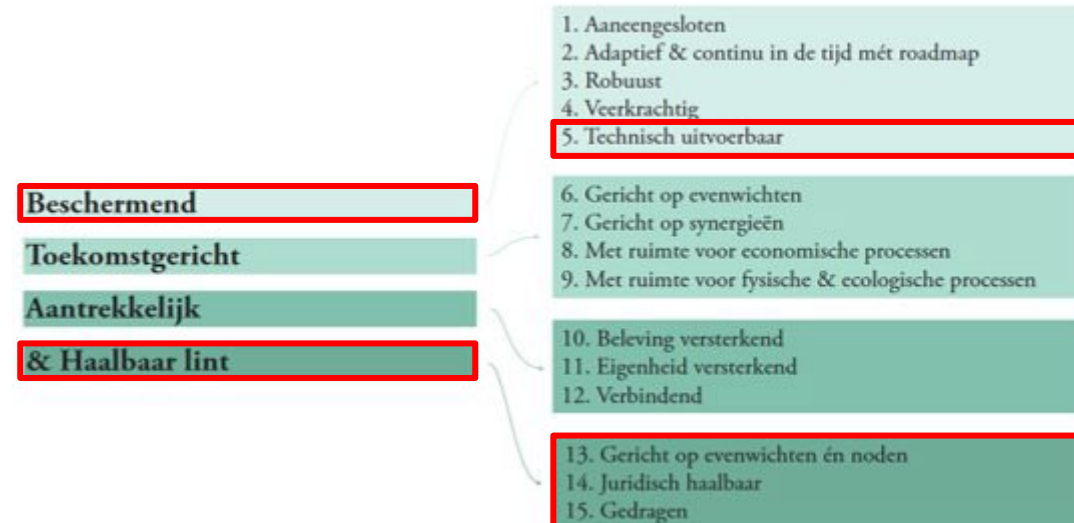 Beschermend
Toekomstgericht
Aantrekkelijk
& Haalbaar lint
1. Aaneengesloten
2. Adaptief & continu in de tijd mét roadmap
3. Robuust
4. Veerkrachtig
5. Technisch uitvoerbaar
6. Gericht op evenwichten
7. Gericht op synergieën
8. Met ruimte voor economische processen
9. Met ruimte voor fysische & ecologische processen
10. Beleving versterkend
11. Eigenheid versterkend
12. Verbindend
13. Gericht op evenwichten én noden
14. Juridisch haalbaar
15. Gedragen